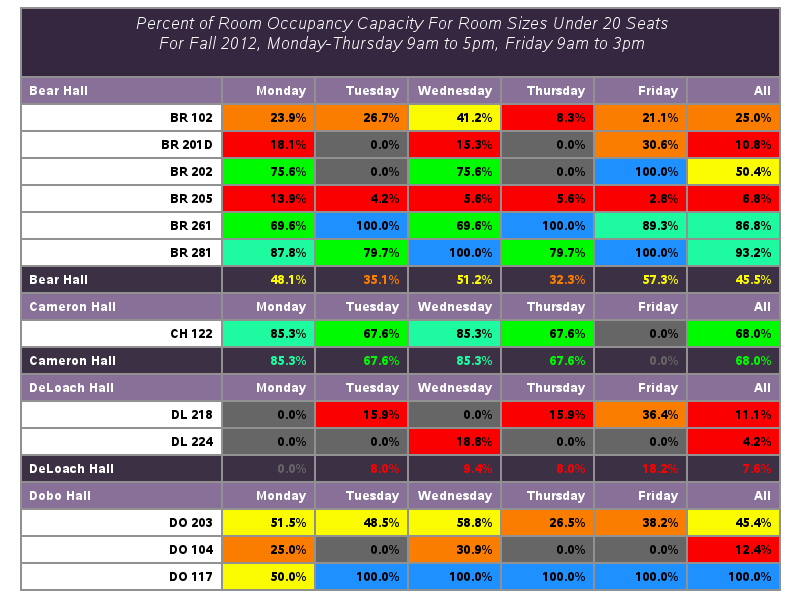 Percent of Room Occupancy Capacity For Room Sizes Under 20 Seats
For Fall 2012, Monday-Thursday 9am to 5pm, Friday 9am to 3pm
Bear Hall Monday Tuesday Wednesday Thursday Friday All
BR 102 23.9% 26.7% 41.2% 8.3% 21.1% 25.0%
BR 201D 18.1% 0.0% 15.3% 0.0% 30.6% 10.8%
BR 202 75.6% 0.0% 75.6% 0.0% 100.0% 50.4%
BR 205 13.9% 4.2% 5.6% 5.6% 2.8% 6.8%
BR 261 69.6% 100.0% 69.6% 100.0% 89.3% 86.8%
BR 281 87.8% 79.7% 100.0% 79.7% 100.0% 93.2%
Bear Hall 48.1% 35.1% 51.2% 32.3% 57.3% 45.5%
Cameron Hall Monday Tuesday Wednesday Thursday Friday All
CH 122 85.3% 67.6% 85.3% 67.6% 0.0% 68.0%
Cameron Hall 85.3% 67.6% 85.3% 67.6% 0.0% 68.0%
DeLoach Hall Monday Tuesday Wednesday Thursday Friday All
DL 218 0.0% 15.9% 0.0% 15.9% 36.4% 11.1%
DL 224 0.0% 0.0% 18.8% 0.0% 0.0% 4.2%
DeLoach Hall 0.0% 8.0% 9.4% 8.0% 18.2% 7.6%
Dobo Hall Monday Tuesday Wednesday Thursday Friday All
DO 203 51.5% 48.5% 58.8% 26.5% 38.2% 45.4%
DO 104 25.0% 0.0% 30.9% 0.0% 0.0% 12.4%
DO 117 50.0% 100.0% 100.0% 100.0% 100.0% 100.0%